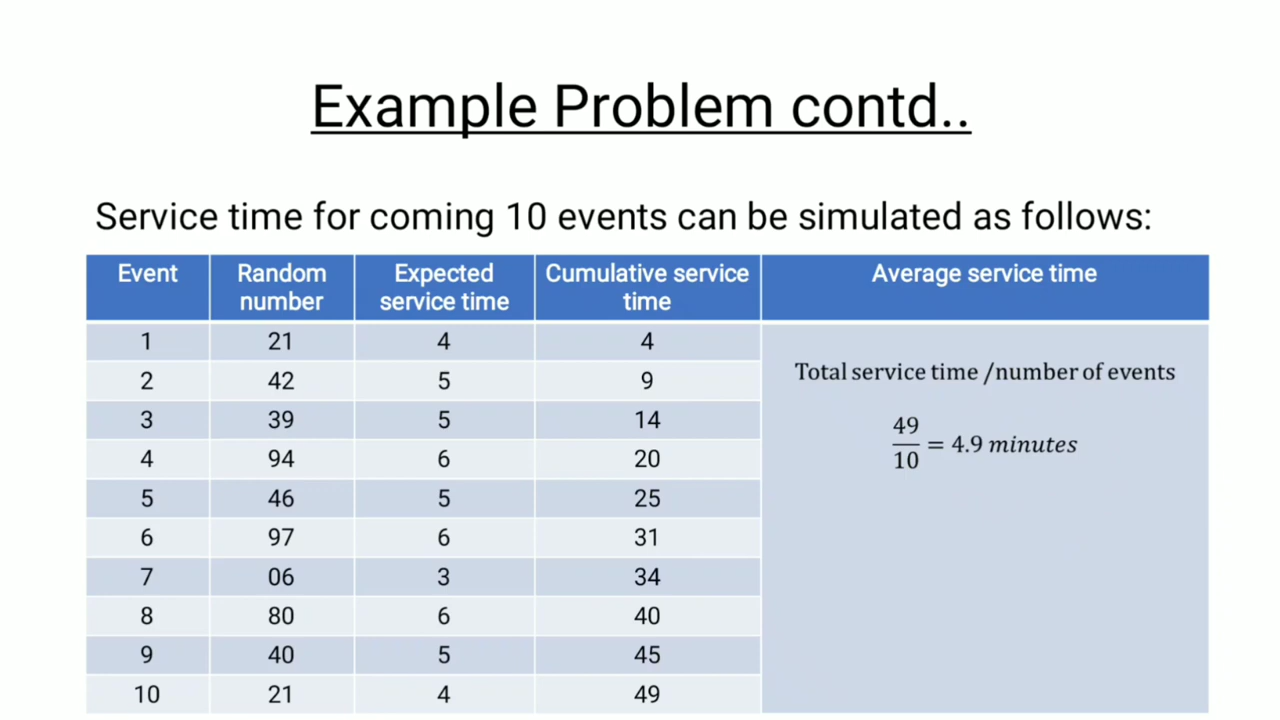 Example Problem contd..
Service time for coming 10 events can be simulated as follows:
Event Random number Expected service time Cumulative service time Average service time
1 21 4 4
2 42 5 9
3 39 5 14
4 94 6 20
5 46 5 25
6 97 6 31
7 06 3 34
8 80 6 40
9 40 5 45
10 21 4 49
Total service time /number of events
49/10 = 4.9 minutes